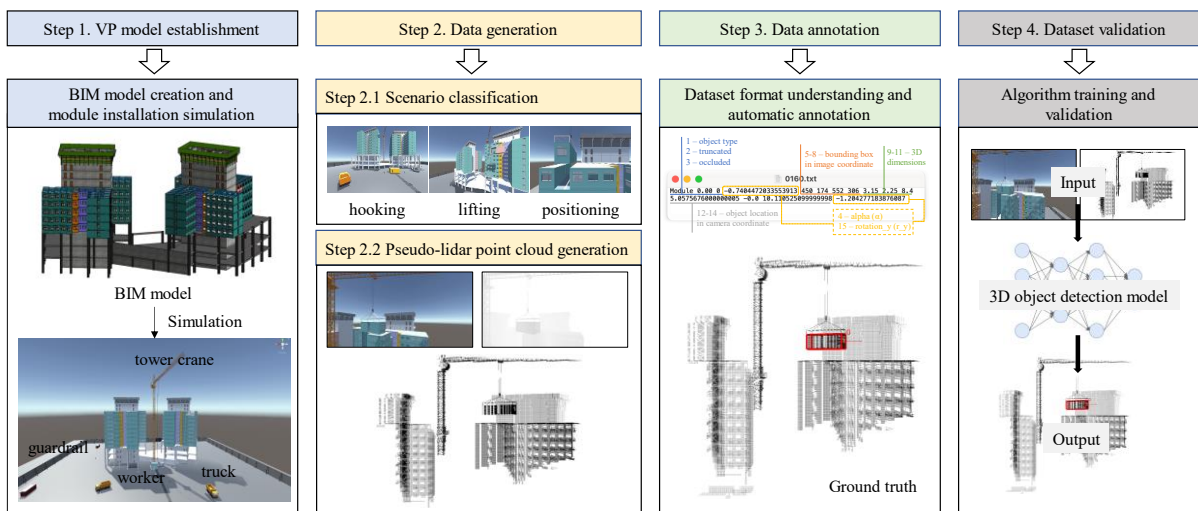 Step 1. VP model establishment
BIM model creation and
module installation simulation
BIM model
Simulation
tower crane
guardrail
worker
truck
Step 2. Data generation
Step 2.1 Scenario classification
hooking
lifting
positioning
Step 2.2 Pseudo-lidar point cloud generation
Step 3. Data annotation
Dataset format understanding and
automatic annotation
1 – object type
2 – truncated
3 – occluded
5-8 – bounding box
in image coordinate
9-11 – 3D
dimensions
0160.txt
Module 0.00 0 -0.7404472033553913 450 174 552 306 3.15 2.25 8.4
5.0575676000000005 -0.0 10.110525099999998 -1.204277183876087
12-14 – object location
in camera coordinate
4 – alpha (α)
15 – rotation_y (r_y)
Ground truth
Step 4. Dataset validation
Algorithm training and
validation
Input
3D object detection model
Output